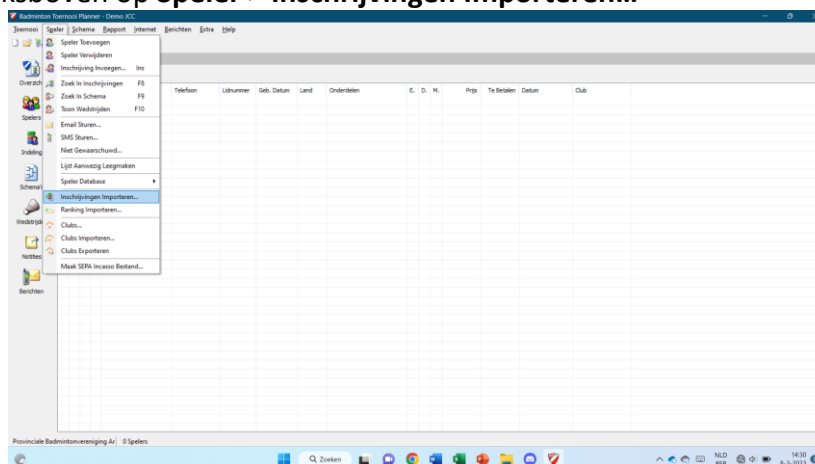 Speler > Inschrijvingen Importeren...
Badminton Toernooi Planner - Demo JCC
Toernooi Speler Schema Rapport Internet Berichten Extra Help
Speler Toevoegen
Speler Verwijderen
Inschrijving Invoegen... Ins
Zoek in Inschrijvingen F8
Zoek in Schema F9
Toon Wedstrijden F10
Email Sturen...
SMS Sturen...
Niet Gewaarschuwd...
Lijst Aanwezig Leegmaken
Speler Database
Inschrijvingen Importeren...
Ranking Importeren...
Clubs...
Clubs Importeren...
Clubs Exporteren
Maak SEPA Incasso Bestand...
Overzich
Spelers
Indeling
Schema's
Wedstrijd
Notities
Berichten
Telefoon Lidnummer Geb. Datum Land Onderdelen E. D. M. Prijs Te Betalen Datum Club
Provinciale Badmintonvereniging Ar 0 Spelers
Zoeken
NLD
14:30